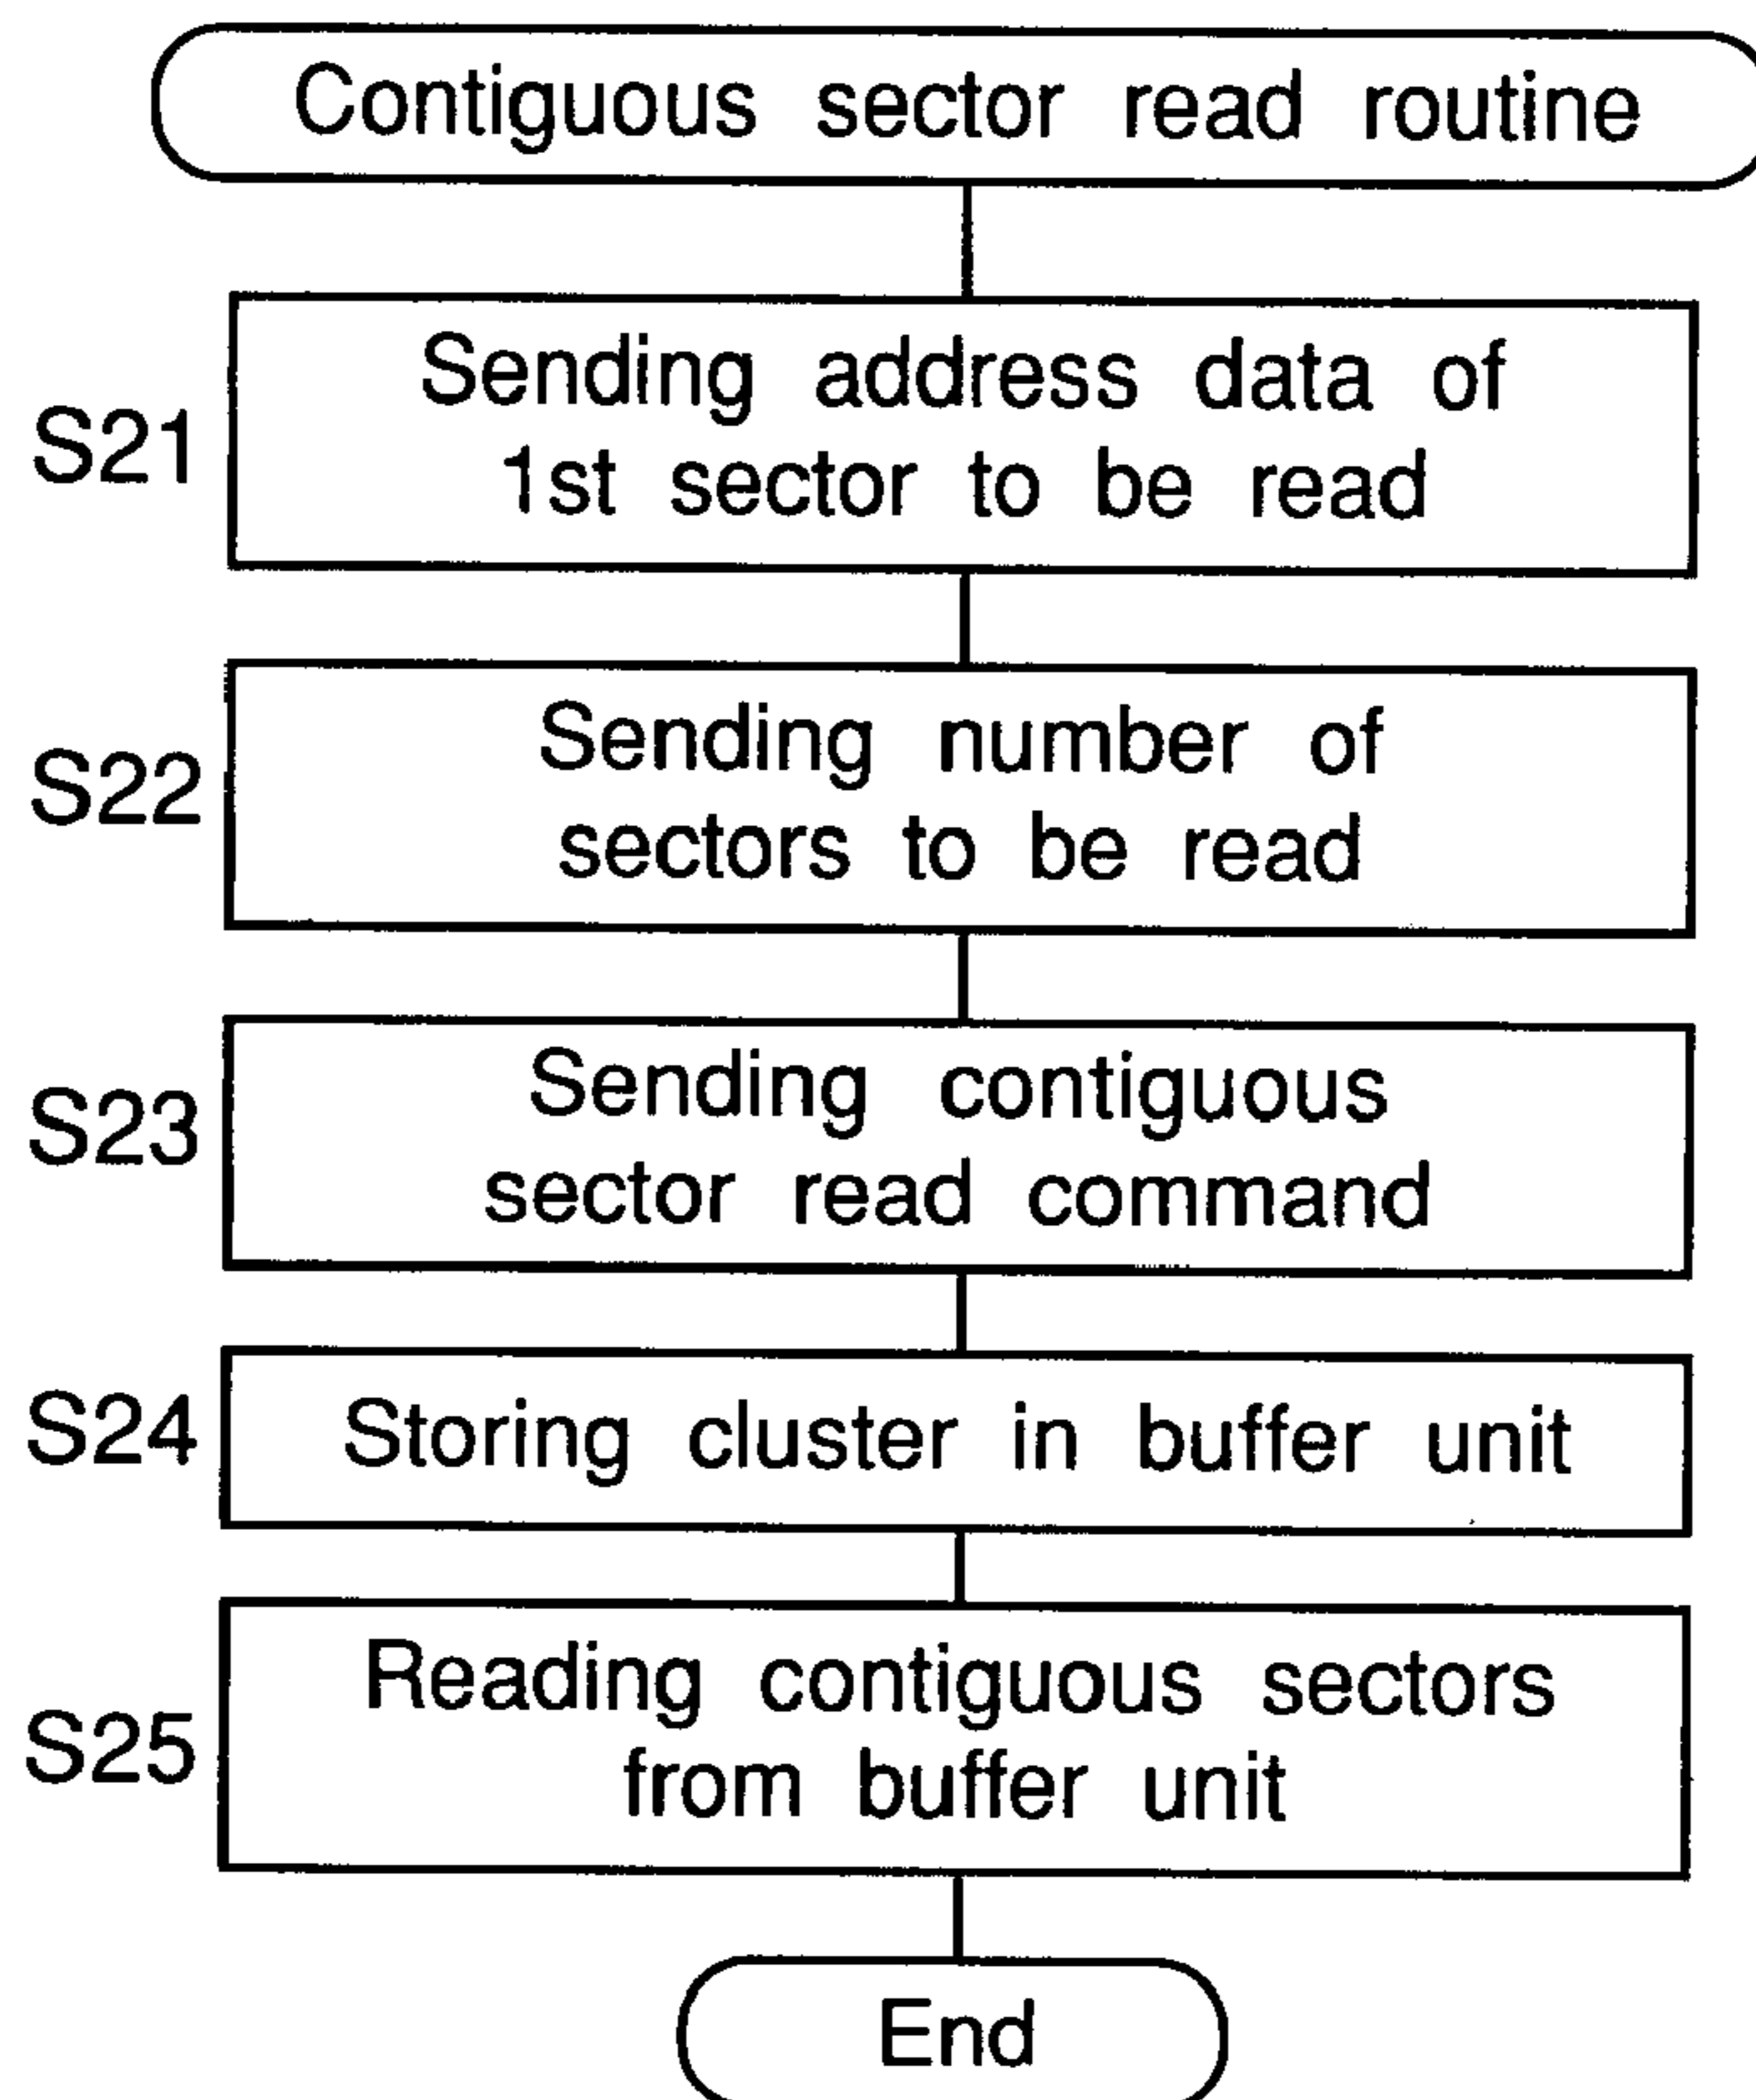 Contiguous sector read routine
S21
Sending address data of
1st sector to be read
S22
Sending number of
sectors to be read
S23
Sending contiguous
sector read command
S24
Storing cluster in buffer unit
S25
Reading contiguous sectors
from buffer unit
End